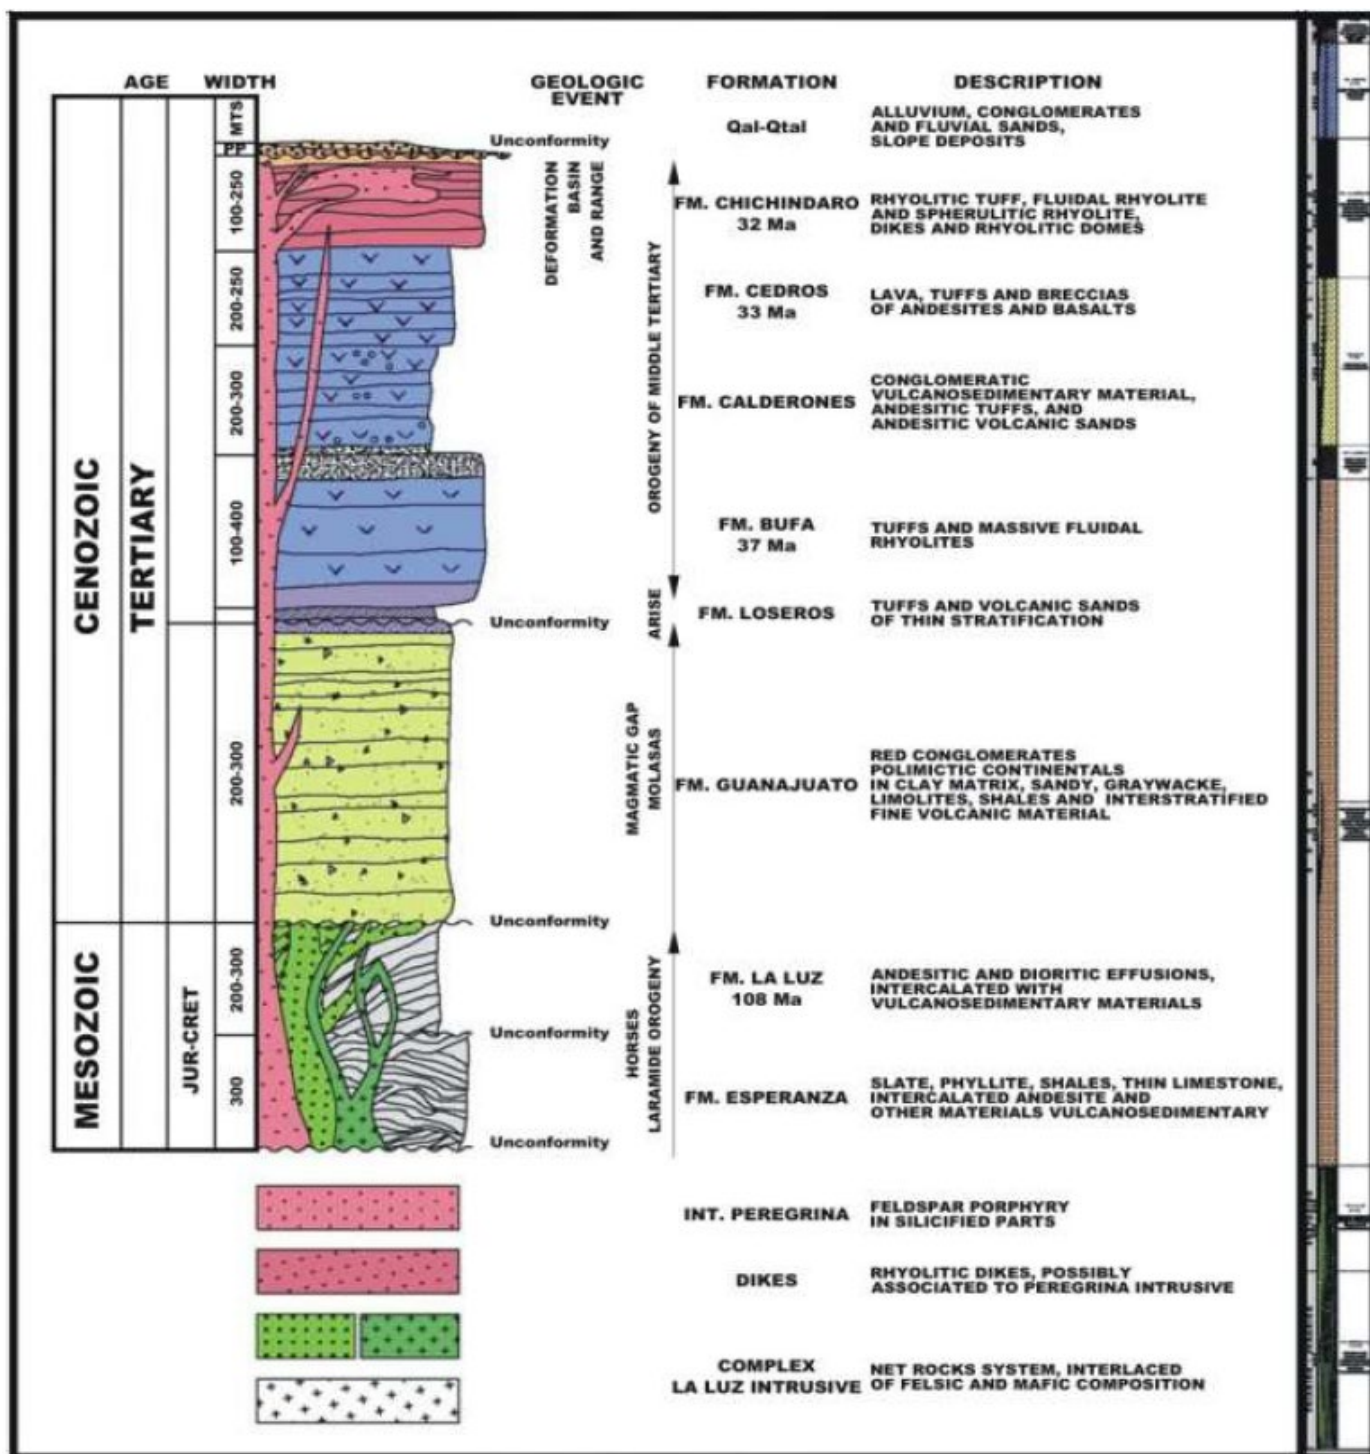 AGE WIDTH GEOLOGIC EVENT FORMATION DESCRIPTION
MTS
PP
100-250
200-250
200-300
100-400
200-300
200-300
300
CENOZOIC
TERTIARY
MESOZOIC
JUR-CRET
Unconformity
DEFORMATION
BASIN
AND RANGE
Unconformity
Unconformity
Unconformity
Unconformity
OROGENY OF MIDDLE TERTIARY
ARISE
MAGMATIC GAP
MOLASAS
HORSES
LARAMIDE OROGENY
Qal-Qtal
ALLUVIUM, CONGLOMERATES
AND FLUVIAL SANDS,
SLOPE DEPOSITS
FM. CHICHINDARO
32 Ma
RHYOLITIC TUFF, FLUIDAL RHYOLITE
AND SPHERULITIC RHYOLITE,
DIKES AND RHYOLITIC DOMES
FM. CEDROS
33 Ma
LAVA, TUFFS AND BRECCIAS
OF ANDESITES AND BASALTS
FM. CALDERONES
CONGLOMERATIC
VULCANOSEDIMENTARY MATERIAL,
ANDESITIC TUFFS, AND
ANDESITIC VOLCANIC SANDS
FM. BUFA
37 Ma
TUFFS AND MASSIVE FLUIDAL
RHYOLITES
FM. LOSEROS
TUFFS AND VOLCANIC SANDS
OF THIN STRATIFICATION
FM. GUANAJUATO
RED CONGLOMERATES
POLIMICTIC CONTINENTALS
IN CLAY MATRIX, SANDY, GRAYWACKE,
LIMOLITES, SHALES AND INTERSTRATIFIED
FINE VOLCANIC MATERIAL
FM. LA LUZ
108 Ma
ANDESITIC AND DIORITIC EFFUSIONS,
INTERCALATED WITH
VULCANOSEDIMENTARY MATERIALS
FM. ESPERANZA
SLATE, PHYLLITE, SHALES, THIN LIMESTONE,
INTERCALATED ANDESITE AND
OTHER MATERIALS VULCANOSEDIMENTARY
INT. PEREGRINA
FELDSPAR PORPHYRY
IN SILICIFIED PARTS
DIKES
RHYOLITIC DIKES, POSSIBLY
ASSOCIATED TO PEREGRINA INTRUSIVE
COMPLEX
LA LUZ INTRUSIVE
NET ROCKS SYSTEM, INTERLACED
OF FELSIC AND MAFIC COMPOSITION